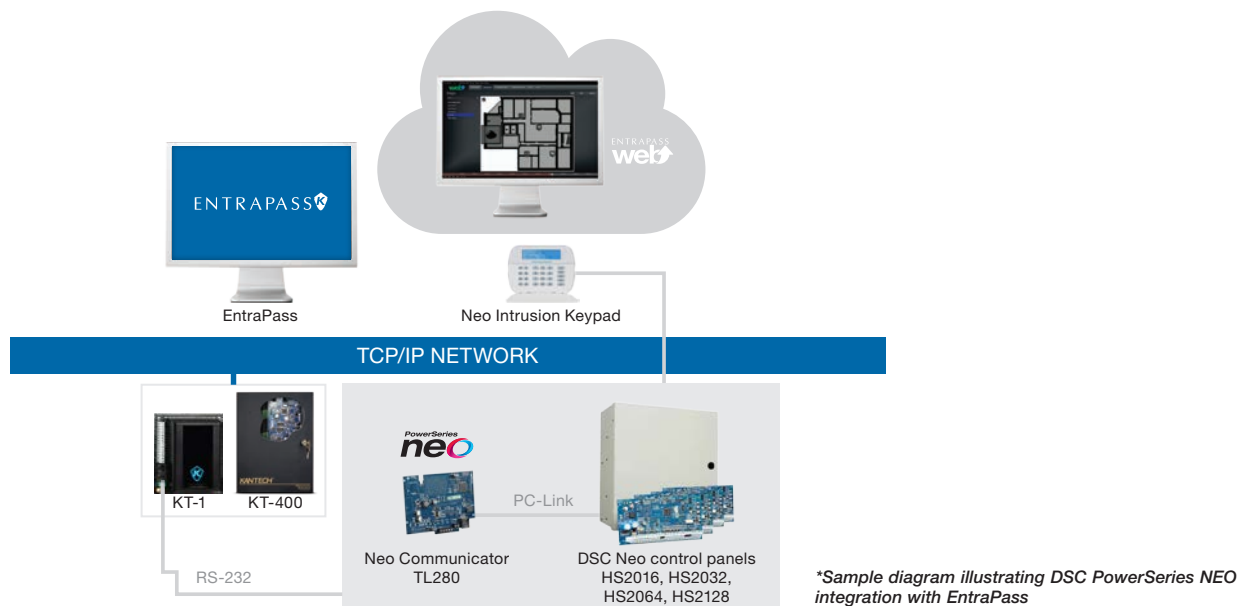 ENTRAPASS
web
ENTRAPASS
EntraPass
Neo Intrusion Keypad
TCP/IP NETWORK
PowerSeries
neo
KANTECH
KT-1
KT-400
PC-Link
Neo Communicator
TL280
DSC Neo control panels
HS2016, HS2032,
HS2064, HS2128
RS-232
*Sample diagram illustrating DSC PowerSeries NEO
integration with EntraPass